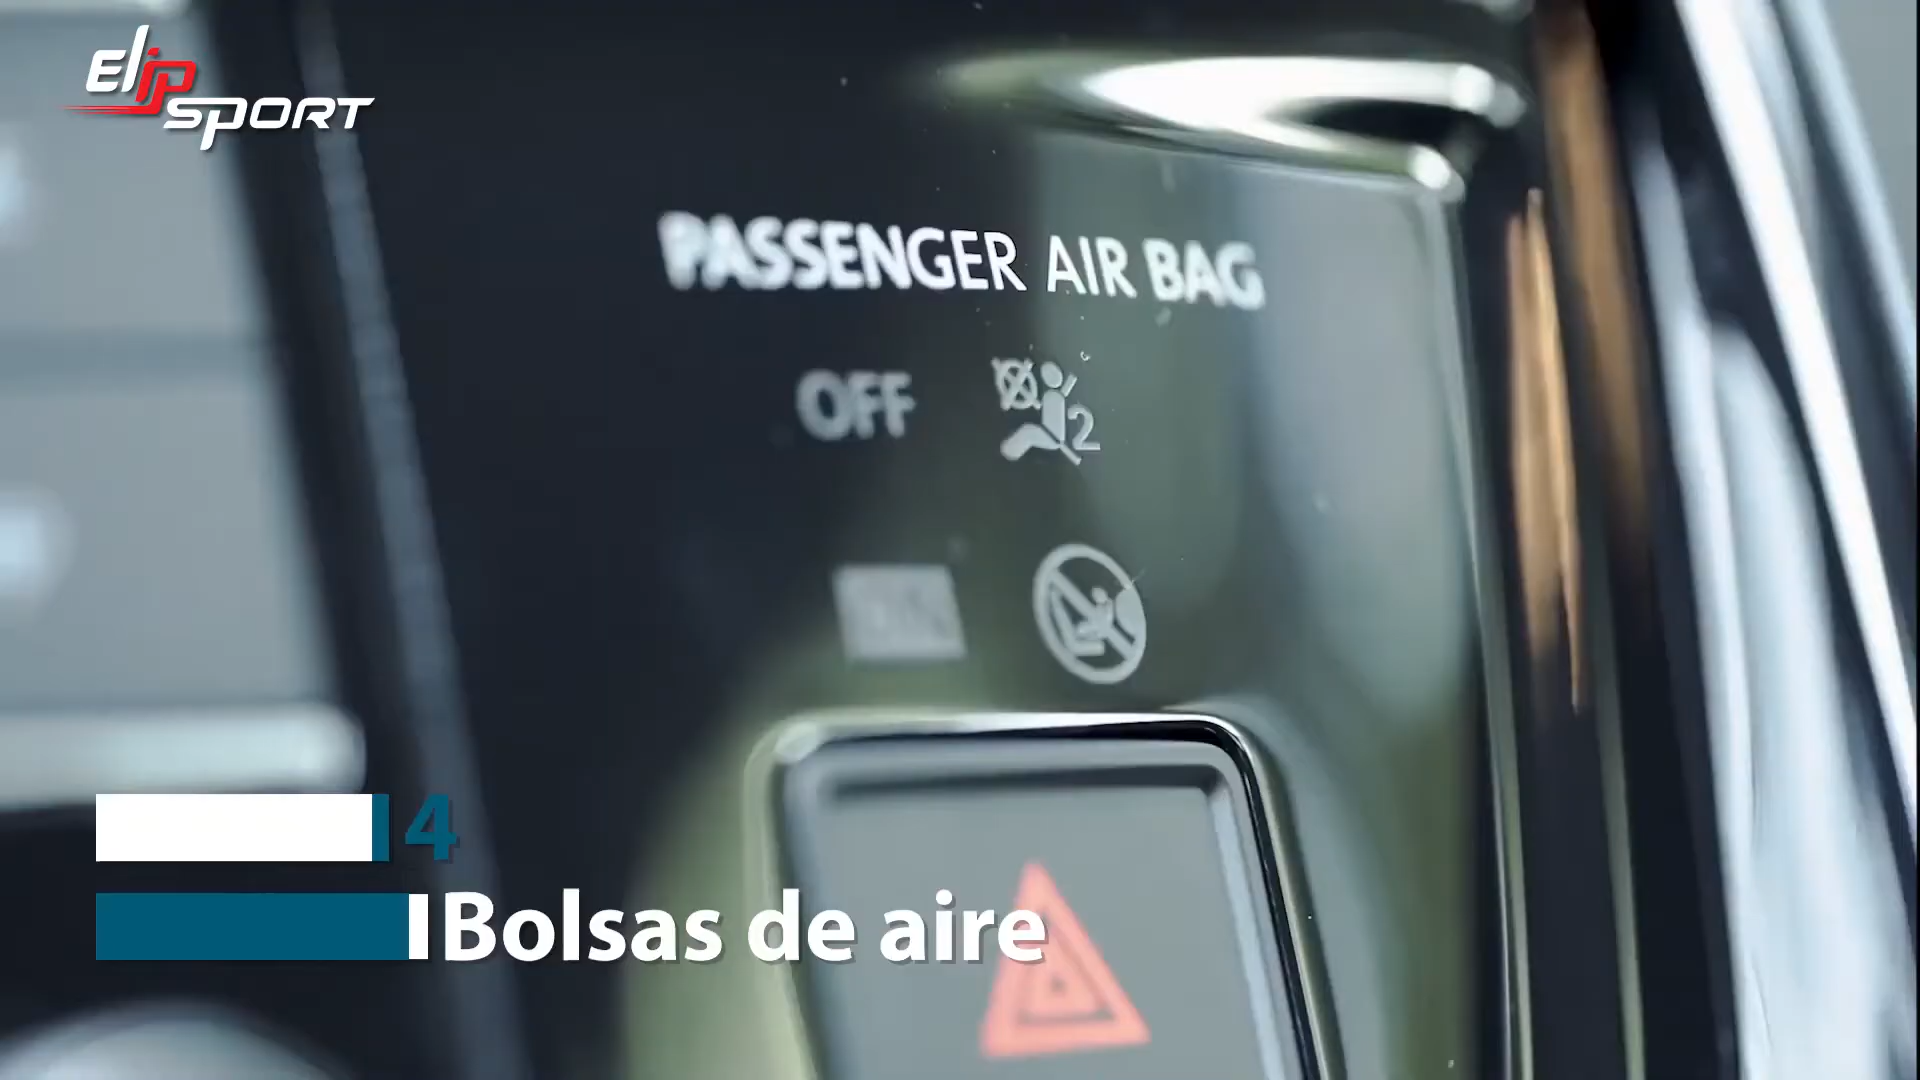 Elip
SPORT
PASSENGER AIR BAG
OFF
2
4
Bolsas de aire